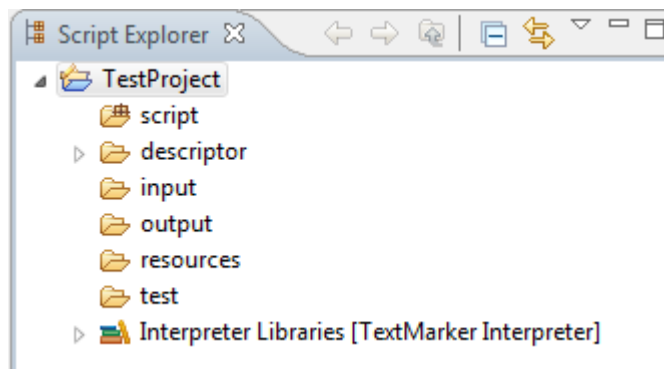 Script Explorer
TestProject
script
descriptor
input
output
resources
test
Interpreter Libraries [TextMarker Interpreter]